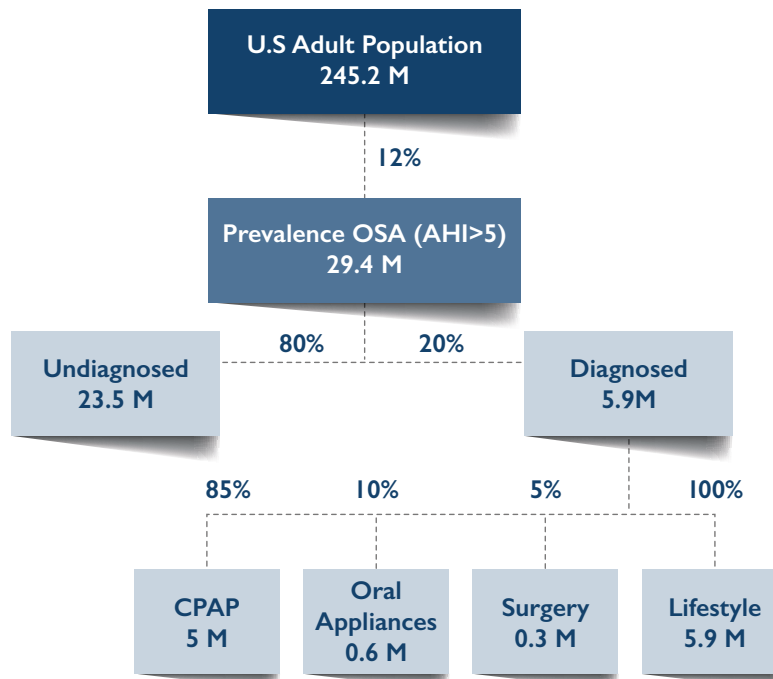 U.S Adult Population
245.2 M
12%
Prevalence OSA (AHI>5)
29.4 M
80%
20%
Undiagnosed
23.5 M
Diagnosed
5.9M
85%
10%
5%
100%
CPAP
5 M
Oral
Appliances
0.6 M
Surgery
0.3 M
Lifestyle
5.9 M